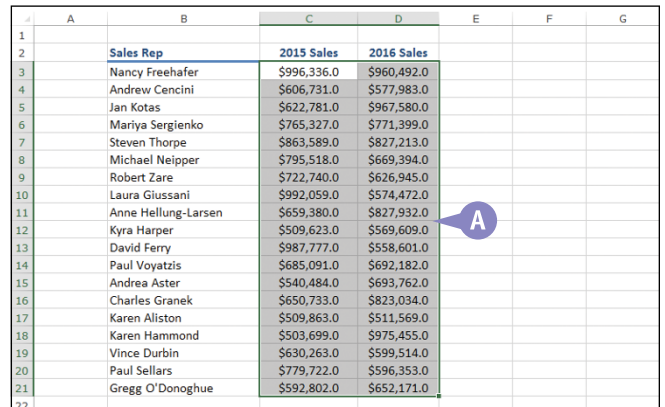 A B C D E F G
1
2 Sales Rep 2015 Sales 2016 Sales
3 Nancy Freehafer $996,336.0 $960,492.0
4 Andrew Cencini $606,731.0 $577,983.0
5 Jan Kotas $622,781.0 $967,580.0
6 Mariya Sergienko $765,327.0 $771,399.0
7 Steven Thorpe $863,589.0 $827,213.0
8 Michael Neipper $795,518.0 $669,394.0
9 Robert Zare $722,740.0 $626,945.0
10 Laura Giussani $992,059.0 $574,472.0
11 Anne Hellung-Larsen $659,380.0 $827,932.0
A
12 Kyra Harper $509,623.0 $569,609.0
13 David Ferry $987,777.0 $558,601.0
14 Paul Voyatzis $685,091.0 $692,182.0
15 Andrea Aster $540,484.0 $693,762.0
16 Charles Granek $650,733.0 $823,034.0
17 Karen Aliston $509,863.0 $511,569.0
18 Karen Hammond $503,699.0 $975,455.0
19 Vince Durbin $630,263.0 $599,514.0
20 Paul Sellars $779,722.0 $596,353.0
21 Gregg O'Donoghue $592,802.0 $652,171.0
22